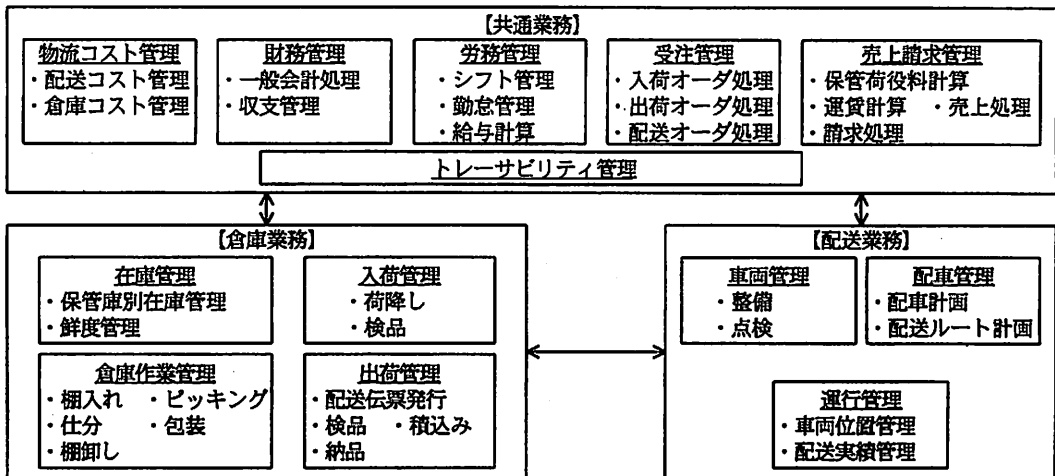 【共通業務】
物流コスト管理
・配送コスト管理
・倉庫コスト管理
財務管理
・一般会計処理
・収支管理
労務管理
・シフト管理
・勤怠管理
・給与計算
受注管理
・入荷オーダ処理
・出荷オーダ処理
・配送オーダ処理
売上請求管理
・保管荷役料計算
・運賃計算 ・売上処理
・請求処理
トレーサビリティ管理
【倉庫業務】
在庫管理
・保管庫別在庫管理
・鮮度管理
入荷管理
・荷降し
・検品
倉庫作業管理
・棚入れ ・ピッキング
・仕分 ・包装
・棚卸し
出荷管理
・配送伝票発行
・検品 ・積込み
・納品
【配送業務】
車両管理
・整備
・点検
配車管理
・配車計画
・配送ルート計画
運行管理
・車両位置管理
・配送実績管理